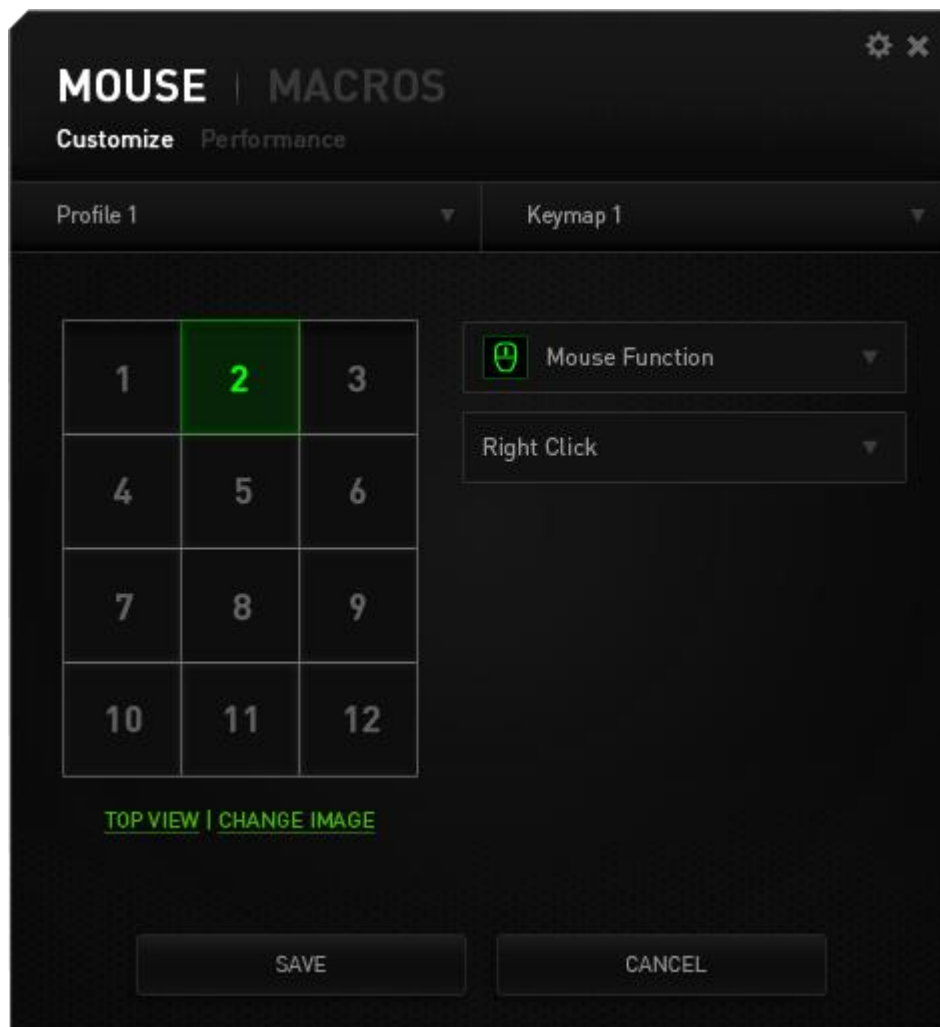 MOUSE | MACROS
Customize Performance
Profile 1 Keymap 1
1 2 3
Mouse Function
Right Click
4 5 6
7 8 9
10 11 12
TOP VIEW | CHANGE IMAGE
SAVE CANCEL